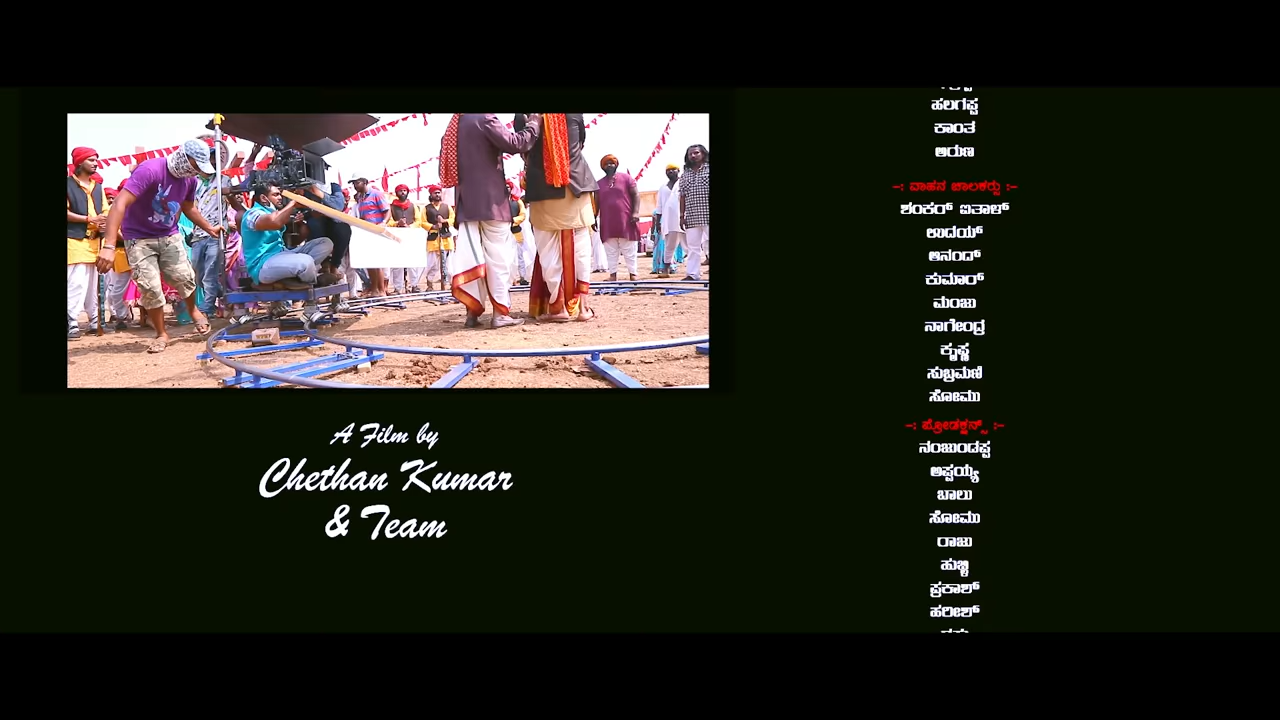 A Film by
Chethan Kumar
& Team
ಹಲಗಪ್ಪ
ಕಾಂತ
ಅರುಣ
-: ವಾಹನ ಚಾಲಕರು :-
ಶಂಕರ್ ಐತಾಳ್
ಉದಯ್
ಆನಂದ್
ಕುಮಾರ್
ಮಂಜು
ನಾಗೇಂದ್ರ
ಕೃಷ್ಣ
ಸುಬ್ರಮಣಿ
ಸೋಮು
-: ಪ್ರೋಡಕ್ಷನ್ಸ್ :-
ನಂಜುಂಡಪ್ಪ
ಅಪ್ಪಯ್ಯ
ಬಾಲು
ಸೋಮು
ರಾಜು
ಹುಚ್ಚಿ
ಪ್ರಕಾಶ್
ಹರೀಶ್